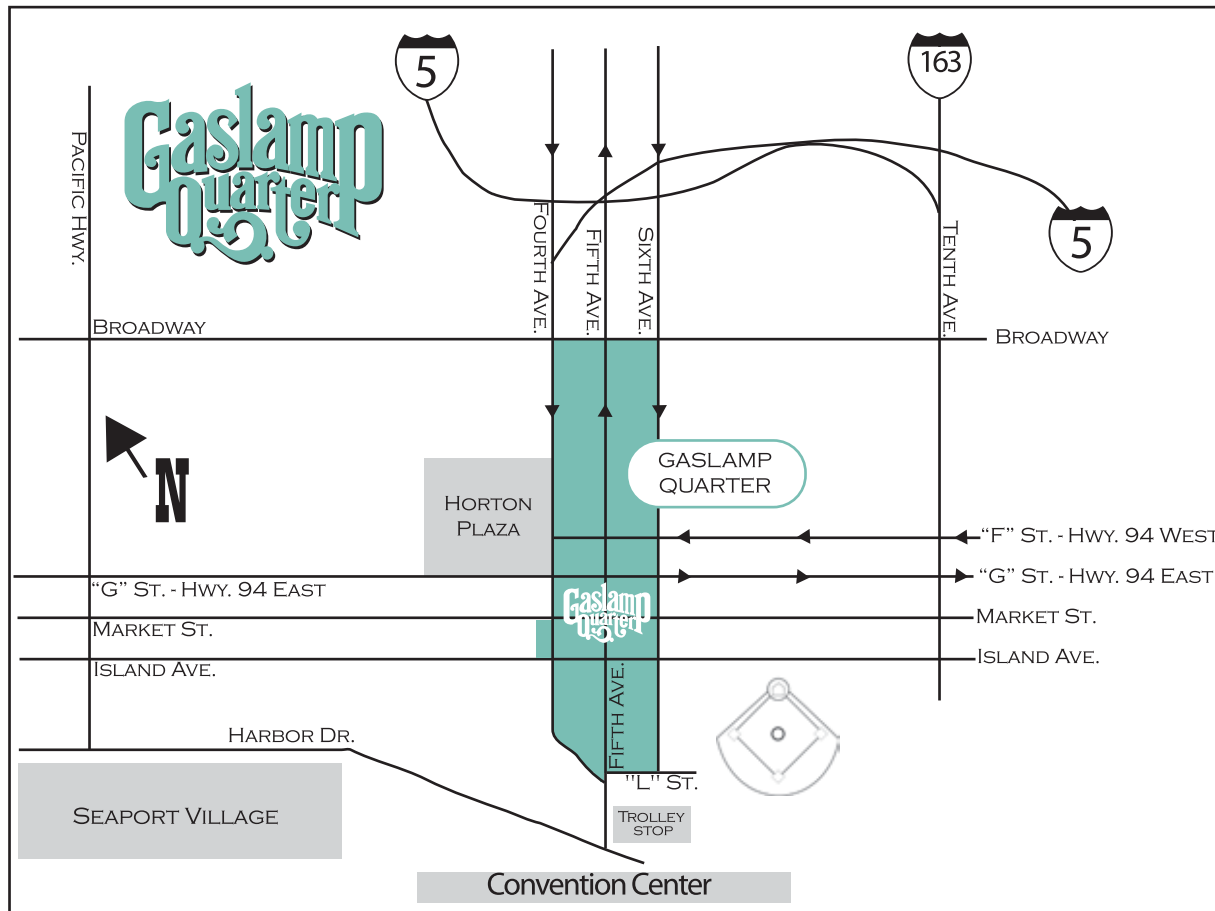 5
163
Gaslamp
Quarter
PACIFIC HWY.
FOURTH AVE.
FIFTH AVE.
SIXTH AVE.
TENTH AVE.
5
BROADWAY
BROADWAY
N
GASLAMP
QUARTER
HORTON
PLAZA
"F" ST. - HWY. 94 WEST
"G" ST. - HWY. 94 EAST
"G" ST. - HWY. 94 EAST
Gaslamp
Quarter
MARKET ST.
MARKET ST.
ISLAND AVE.
ISLAND AVE.
FIFTH AVE.
HARBOR DR.
"L" ST.
SEAPORT VILLAGE
TROLLEY
STOP
Convention Center